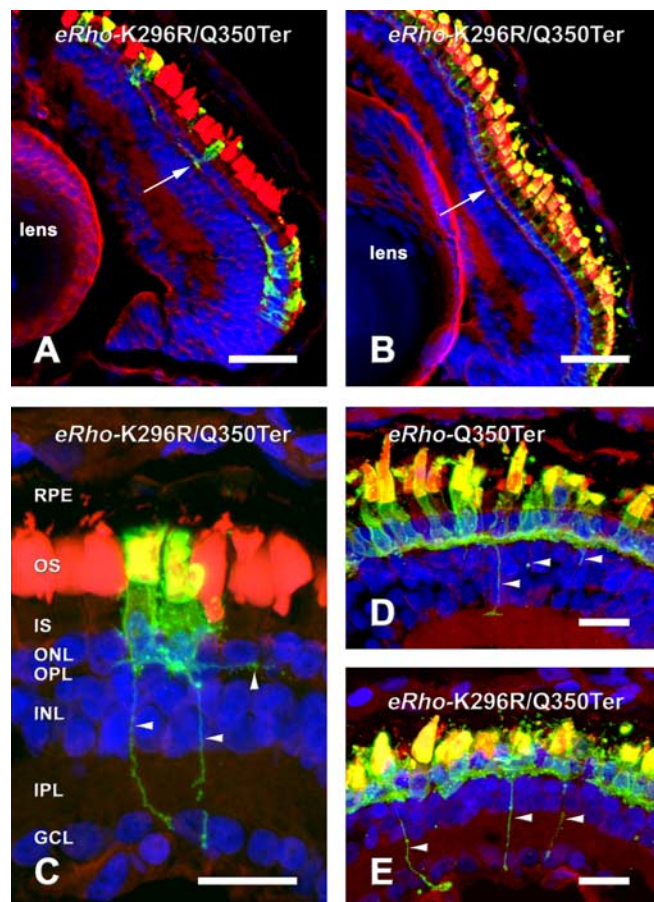 eRho-K296R/Q350Ter
lens
A
eRho-K296R/Q350Ter
lens
B
eRho-K296R/Q350Ter
RPE
OS
IS
ONL
OPL
INL
IPL
GCL
C
eRho-Q350Ter
D
eRho-K296R/Q350Ter
E